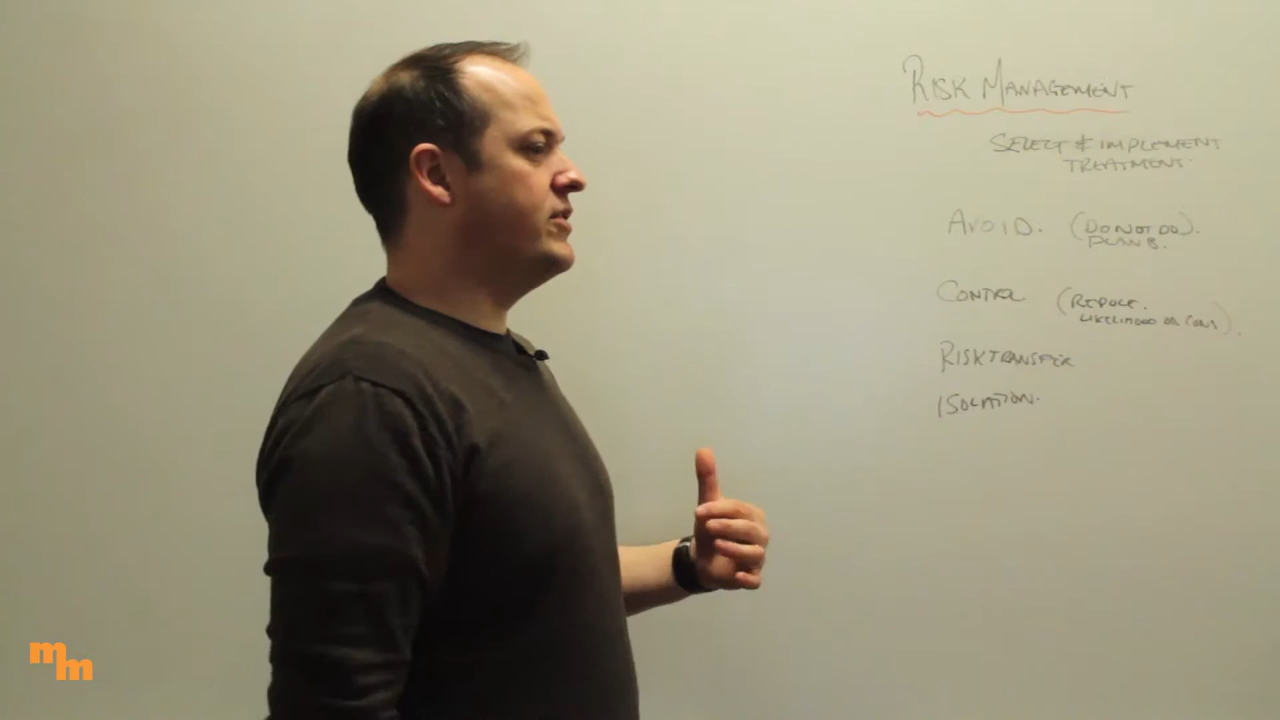 RISK MANAGEMENT
SELECT & IMPLEMENT
TREATMENT.
AVOID. (DO NOT DO).
PLAN B.
CONTROL (REDUCE.
LIKELIHOOD OR CONS).
RISK TRANSFER
ISOLATION.
mm